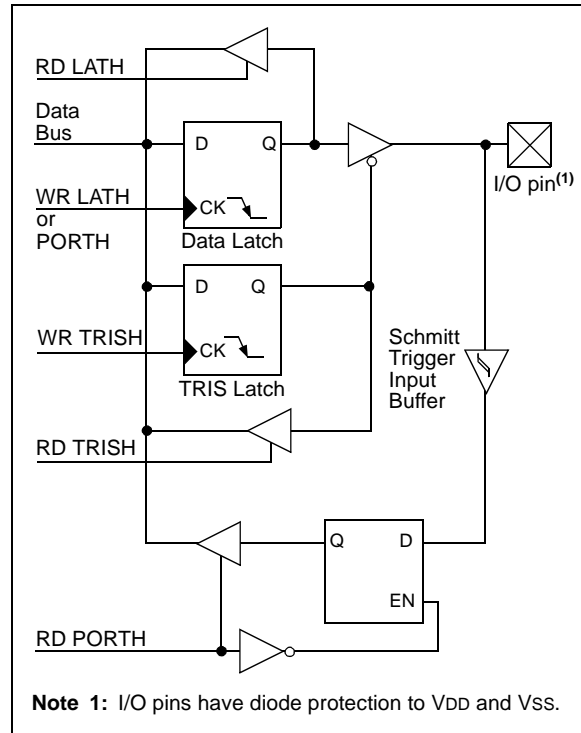 RD LATH
Data
Bus
D
Q
I/O pin(1)
WR LATH
or
PORTH
CK
Data Latch
D
Q
WR TRISH
CK
TRIS Latch
Schmitt
Trigger
Input
Buffer
RD TRISH
Q
D
EN
RD PORTH
Note 1: I/O pins have diode protection to VDD and VSS.